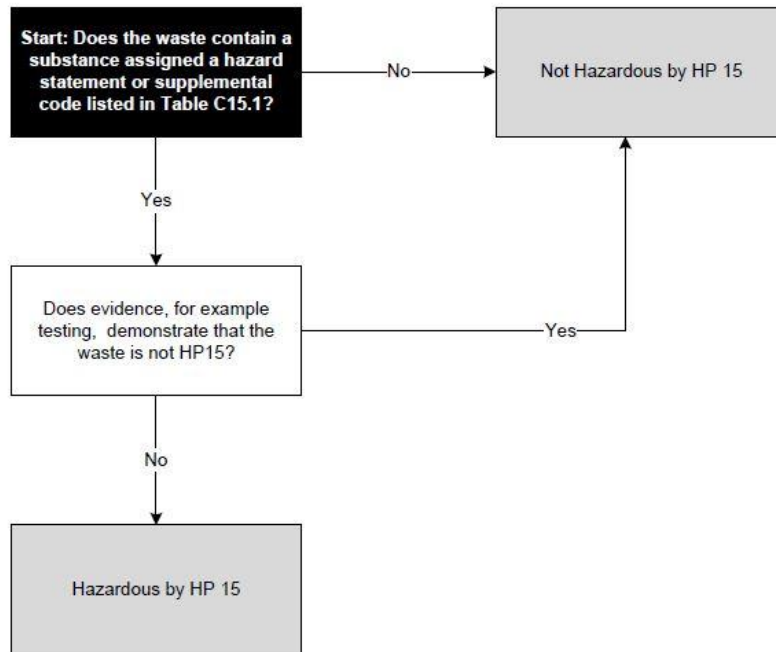 Start: Does the waste contain a
substance assigned a hazard
statement or supplemental
code listed in Table C15.1?
No
Not Hazardous by HP 15
Yes
Does evidence, for example
testing,  demonstrate that the
waste is not HP15?
Yes
No
Hazardous by HP 15